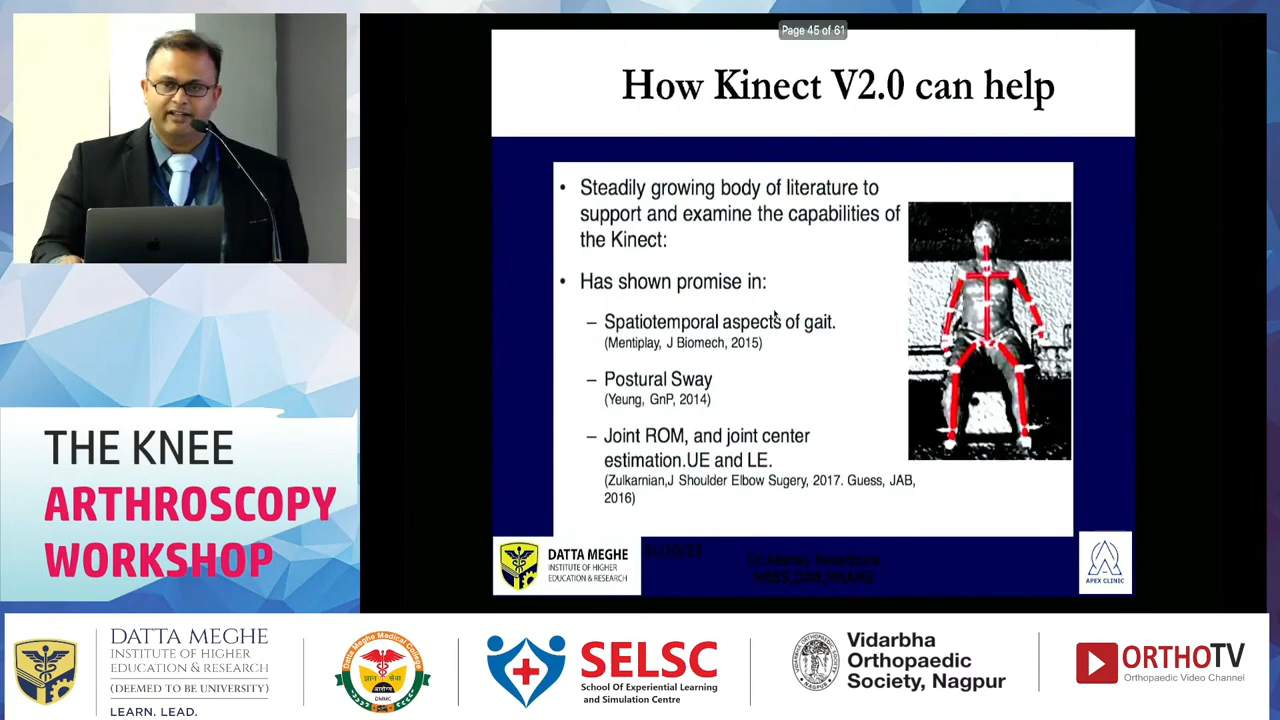 Page 45 of 61
How Kinect V2.0 can help
• Steadily growing body of literature to
support and examine the capabilities of
the Kinect:
• Has shown promise in:
– Spatiotemporal aspects of gait.
(Mentiplay, J Biomech, 2015)
– Postural Sway
(Yeung, GnP, 2014)
– Joint ROM, and joint center
estimation.UE and LE.
(Zulkarnian,J Shoulder Elbow Sugery, 2017. Guess, JAB,
2016)
DATTA MEGHE
INSTITUTE OF HIGHER
EDUCATION & RESEARCH
APEX CLINIC
THE KNEE
ARTHROSCOPY
WORKSHOP
DATTA MEGHE
INSTITUTE OF HIGHER
EDUCATION & RESEARCH
(DEEMED TO BE UNIVERSITY)
LEARN. LEAD.
Datta Meghe Medical College
DMMC
SELSC
School Of Experiential Learning
and Simulation Centre
Vidarbha
Orthopaedic
Society, Nagpur
ORTHOTV
Orthopaedic Video Channel